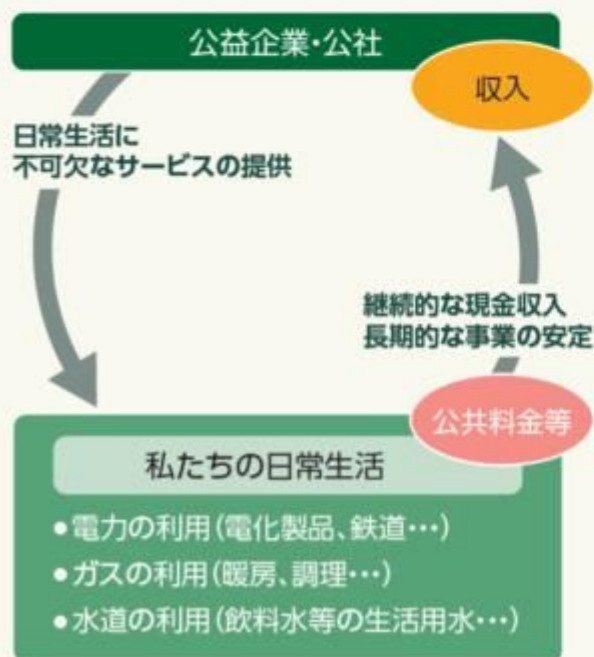 公益企業・公社
収入
日常生活に
不可欠なサービスの提供
継続的な現金収入
長期的な事業の安定
公共料金等
私たちの日常生活
●電力の利用(電化製品、鉄道…)
●ガスの利用(暖房、調理…)
●水道の利用(飲料水等の生活用水…)